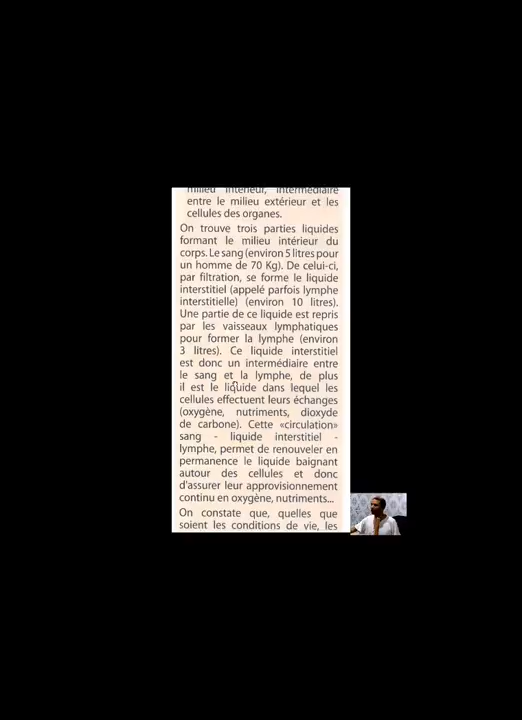 milieu intérieur, intermédiaire
entre le milieu extérieur et les
cellules des organes.
On trouve trois parties liquides
formant le milieu intérieur du
corps. Le sang (environ 5 litres pour
un homme de 70 Kg). De celui-ci,
par filtration, se forme le liquide
interstitiel (appelé parfois lymphe
interstitielle) (environ 10 litres).
Une partie de ce liquide est repris
par les vaisseaux lymphatiques
pour former la lymphe (environ
3 litres). Ce liquide interstitiel
est donc un intermédiaire entre
le sang et la lymphe, de plus
il est le liquide dans lequel les
cellules effectuent leurs échanges
(oxygène, nutriments, dioxyde
de carbone). Cette «circulation»
sang - liquide interstitiel -
lymphe, permet de renouveler en
permanence le liquide baignant
autour des cellules et donc
d'assurer leur approvisionnement
continu en oxygène, nutriments...
On constate que, quelles que
soient les conditions de vie, les